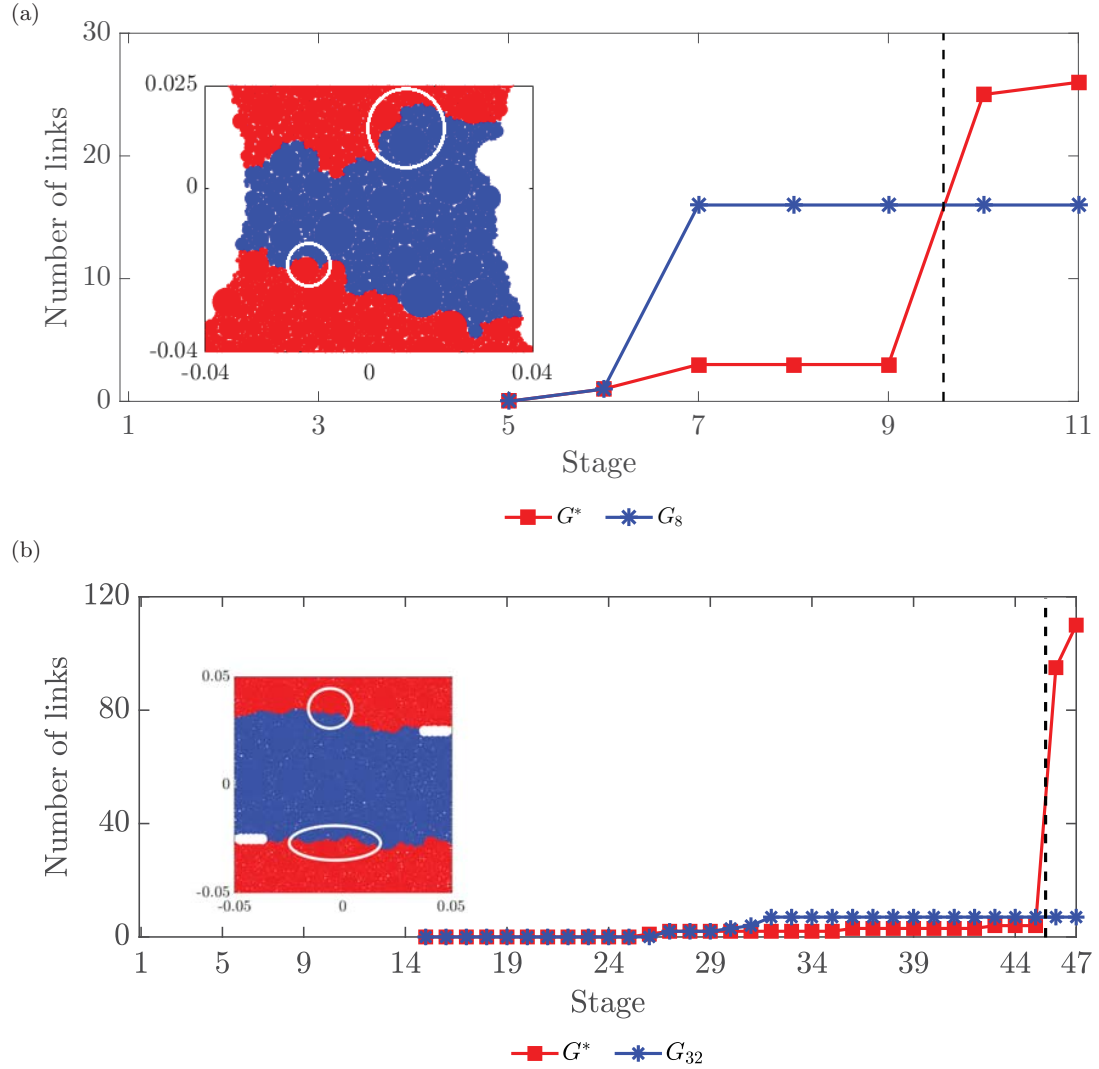 (a)
30
20
10
0
Number of links
0.025
0
-0.04
-0.04 0 0.04
1 3 5 7 9 11
Stage
G* G8
(b)
120
80
40
0
Number of links
0.05
0
-0.05
-0.05 0 0.05
1 5 9 14 19 24 29 34 39 44 47
Stage
G* G32